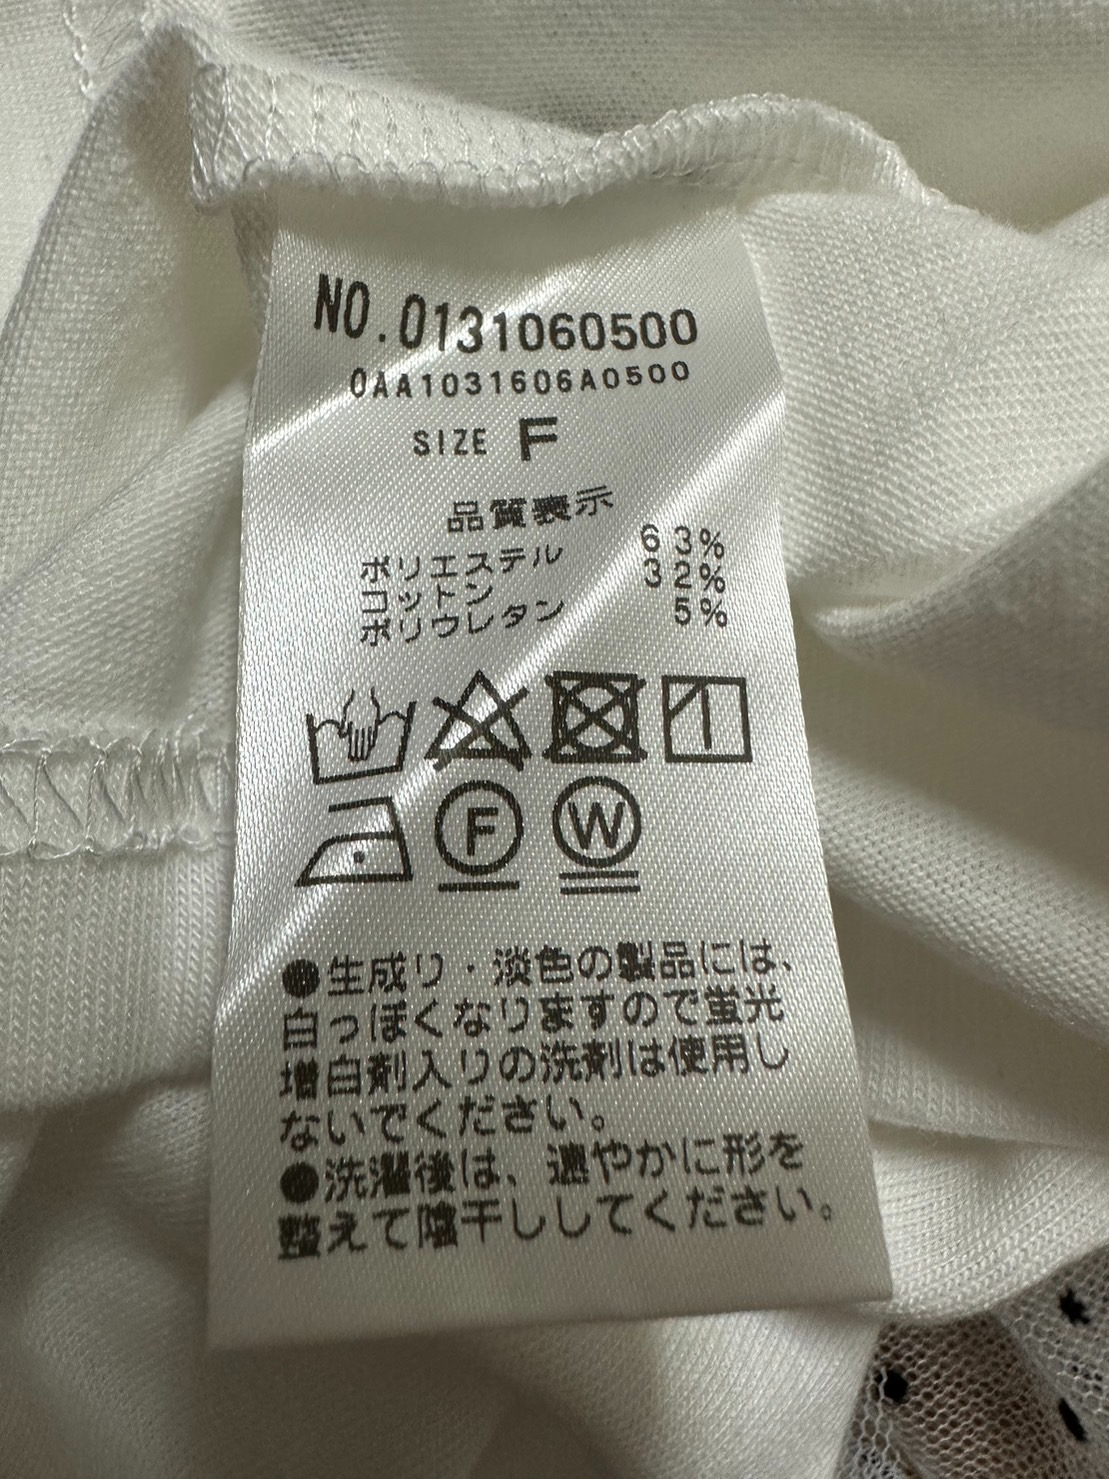 NO.0131060500
0AA1031606A0500
SIZE F
品質表示
ポリエステル 63%
コットン 32%
ポリウレタン 5%
F W
●生成り・淡色の製品には、
白っぽくなりますので蛍光
増白剤入りの洗剤は使用し
ないでください。
●洗濯後は、速やかに形を
整えて陰干ししてください。